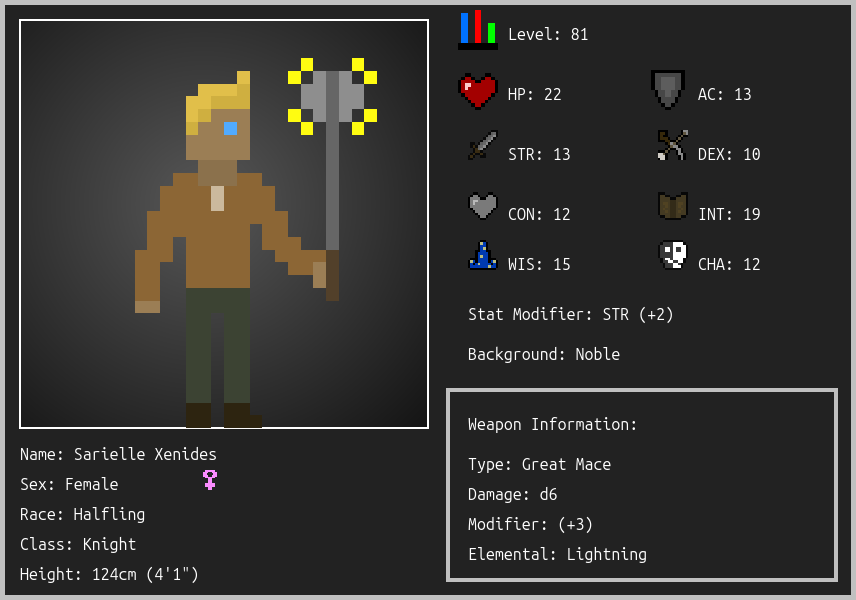 Level: 81
HP: 22
AC: 13
STR: 13
DEX: 10
CON: 12
INT: 19
WIS: 15
CHA: 12
Stat Modifier: STR (+2)
Background: Noble
Name: Sarielle Xenides
Sex: Female
Race: Halfling
Class: Knight
Height: 124cm (4'1")
Weapon Information:
Type: Great Mace
Damage: d6
Modifier: (+3)
Elemental: Lightning